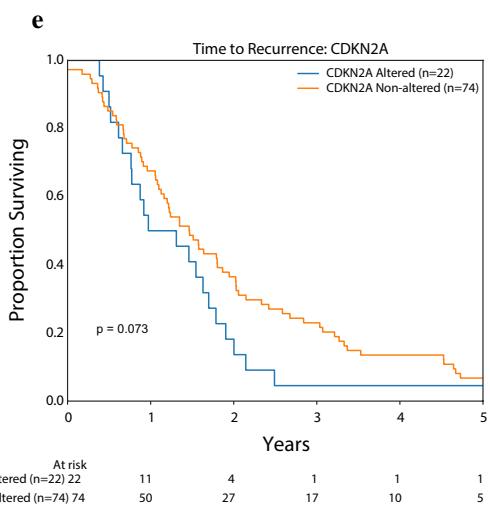 e
Time to Recurrence: CDKN2A
CDKN2A Altered (n=22)
CDKN2A Non-altered (n=74)
Proportion Surviving
1.0
0.8
0.6
0.4
0.2
0.0
p = 0.073
0 1 2 3 4 5
Years
At risk
tered (n=22) 22 11 4 1 1 1
ltered (n=74) 74 50 27 17 10 5